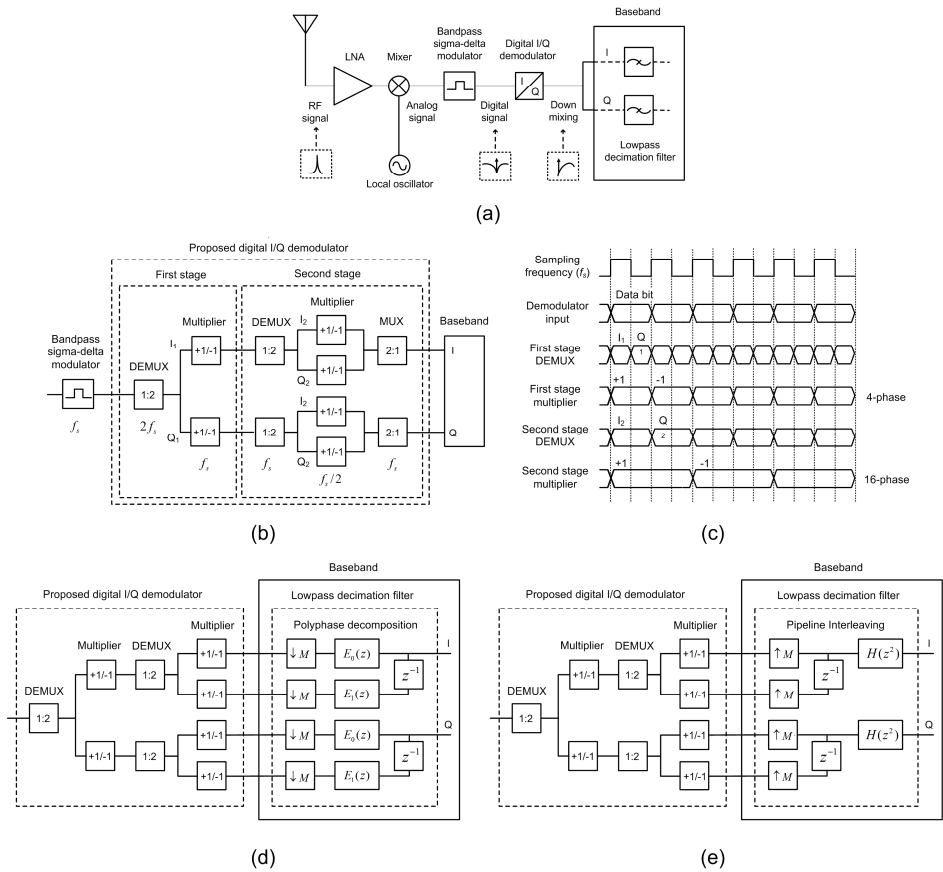 Baseband
Bandpass
sigma-delta
modulator
Digital I/Q
demodulator
LNA
Mixer
I
I
Q
Q
RF
signal
Analog
signal
Digital
signal
Down
mixing
Lowpass
decimation filter
Local oscillator
(a)
Proposed digital I/Q demodulator
First stage
Second stage
Multiplier
Multiplier
DEMUX
MUX
Baseband
Bandpass
sigma-delta
modulator
DEMUX
I₁
I₂
+1/-1
+1/-1
1:2
+1/-1
2:1
I
Q₂
1:2
I₂
+1/-1
Q₁
+1/-1
1:2
+1/-1
2:1
Q
Q₂
fₛ
2fₛ
fₛ
fₛ
fₛ/2
fₛ
(b)
Sampling
frequency (fₛ)
Data bit
Demodulator
input
I₁ Q
1
First stage
DEMUX
+1 -1
First stage
multiplier
4-phase
I₂ Q
2
Second stage
DEMUX
+1 -1
Second stage
multiplier
16-phase
(c)
Baseband
Proposed digital I/Q demodulator
Lowpass decimation filter
Polyphase decomposition
Multiplier
Multiplier DEMUX
DEMUX
1:2
+1/-1
1:2
+1/-1
+1/-1
↓M
E₀(z)
I
z⁻¹
↓M
E₁(z)
+1/-1
1:2
+1/-1
+1/-1
↓M
E₀(z)
Q
z⁻¹
↓M
E₁(z)
(d)
Baseband
Proposed digital I/Q demodulator
Lowpass decimation filter
Pipeline Interleaving
Multiplier
Multiplier DEMUX
DEMUX
1:2
+1/-1
1:2
+1/-1
+1/-1
↑M
H(z²)
I
z⁻¹
↑M
+1/-1
1:2
+1/-1
+1/-1
↑M
H(z²)
Q
z⁻¹
↑M
(e)